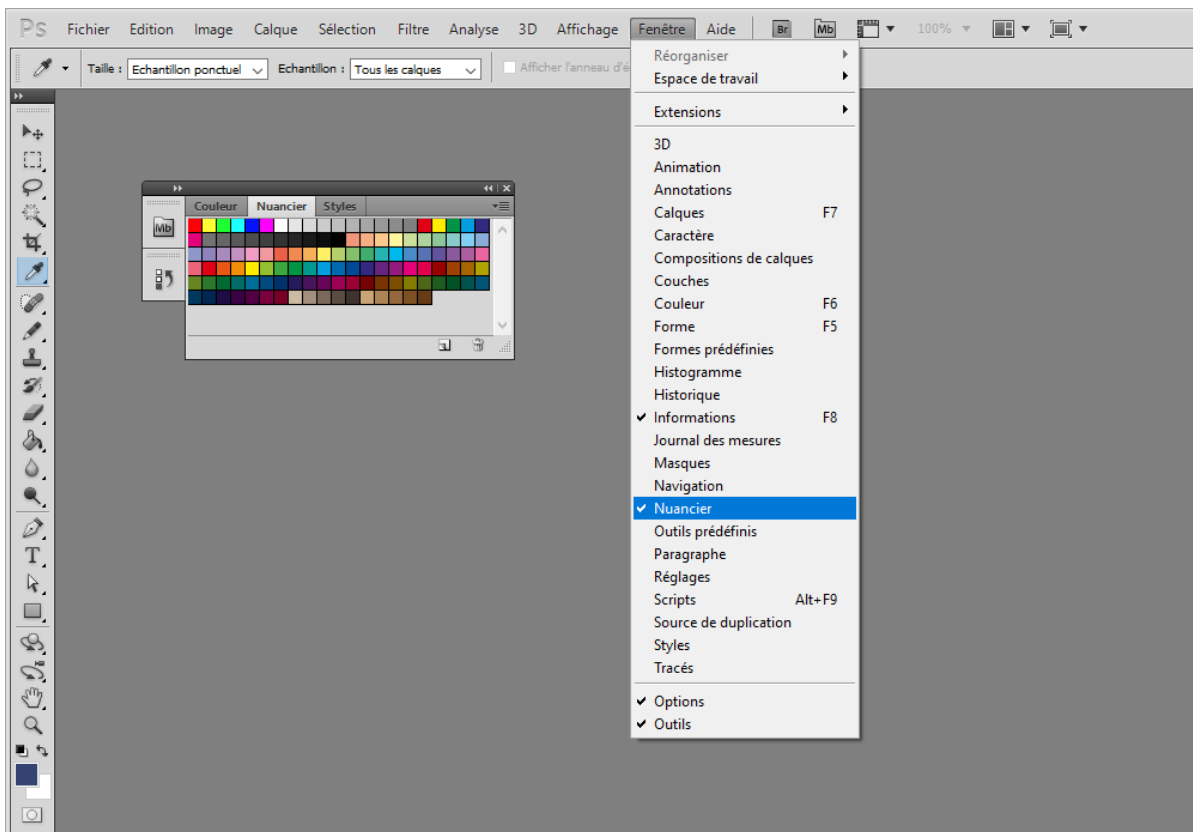 Ps Fichier Edition Image Calque Sélection Filtre Analyse 3D Affichage Fenêtre Aide Br Mb 100%
Taille : Echantillon ponctuel Echantillon : Tous les calques Afficher l'anneau d'é
Réorganiser
Espace de travail
Extensions
3D
Animation
Annotations
Calques F7
Caractère
Compositions de calques
Couches
Couleur F6
Forme F5
Formes prédéfinies
Histogramme
Historique
Informations F8
Journal des mesures
Masques
Navigation
Nuancier
Outils prédéfinis
Paragraphe
Réglages
Scripts Alt+F9
Source de duplication
Styles
Tracés
Options
Outils
Couleur Nuancier Styles
Mb
T